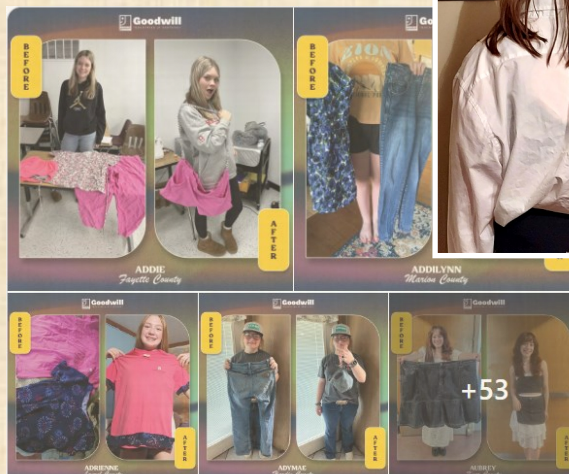 Goodwill
BEFORE
AFTER
ADDIE
Fayette County
Go
BEFORE
ADDILYNN
Marion County
Goodwill
BEFORE
AFTER
ADRIENNE
Goodwill
BEFORE
AFTER
ADYMAE
Goodwill
BEFORE
AFTER
AUBREY
+53